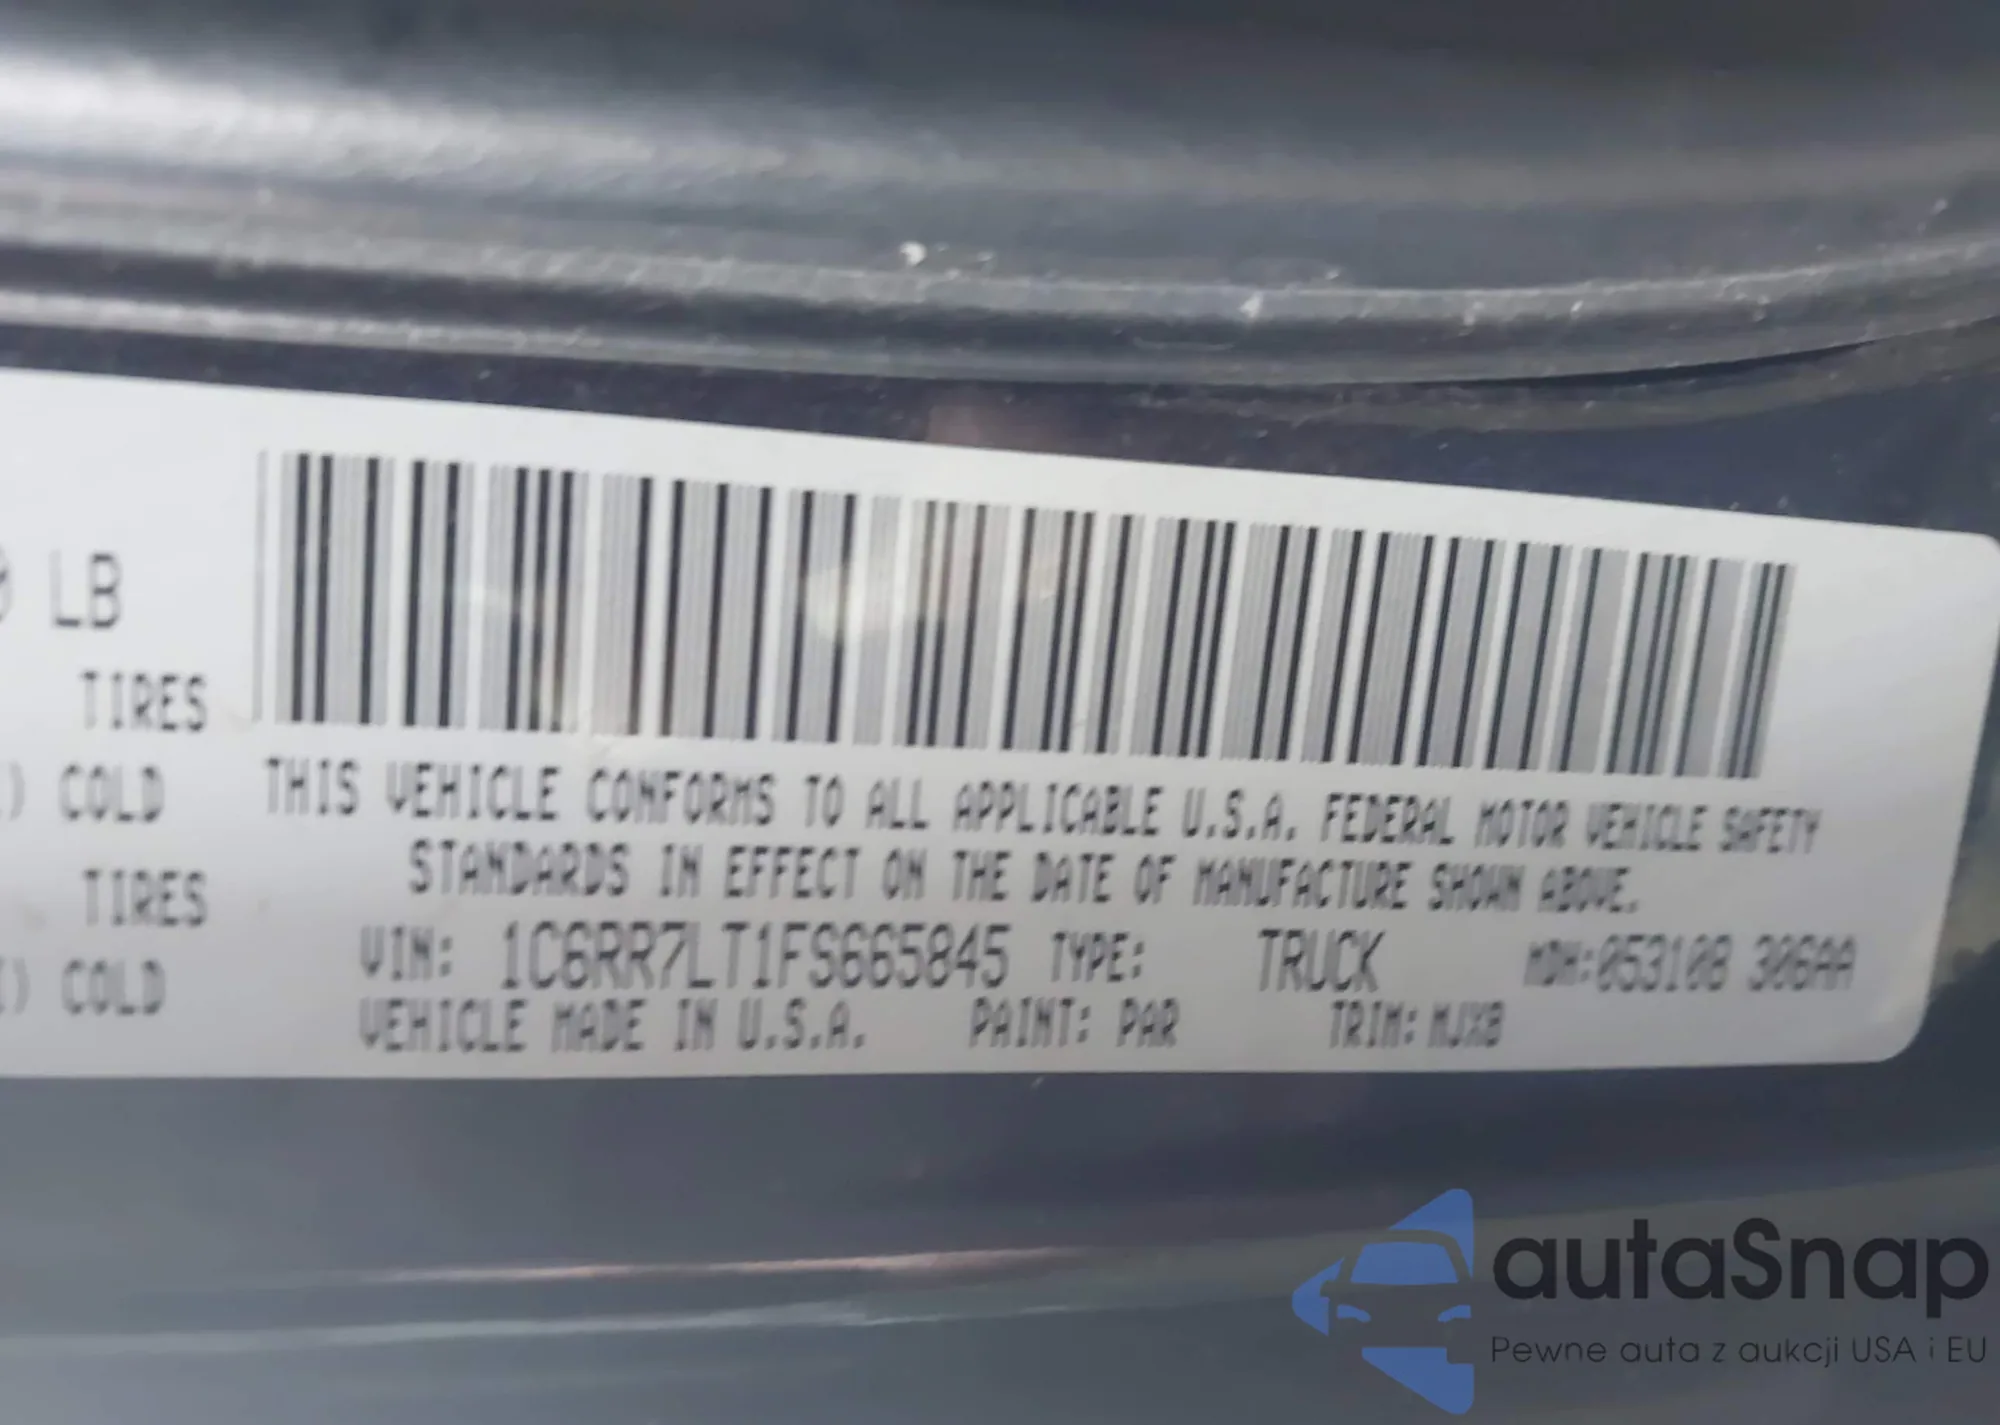 LB
TIRES
) COLD
TIRES
) COLD
THIS VEHICLE CONFORMS TO ALL APPLICABLE U.S.A. FEDERAL MOTOR VEHICLE SAFETY
STANDARDS IN EFFECT ON THE DATE OF MANUFACTURE SHOWN ABOVE.
VIN: 1C6RR7LT1FS665845 TYPE: TRUCK MDH:053108 306AA
VEHICLE MADE IN U.S.A. PAINT: PAR TRIM: MJX8
autaSnap
Pewne auta z aukcji USA i EU